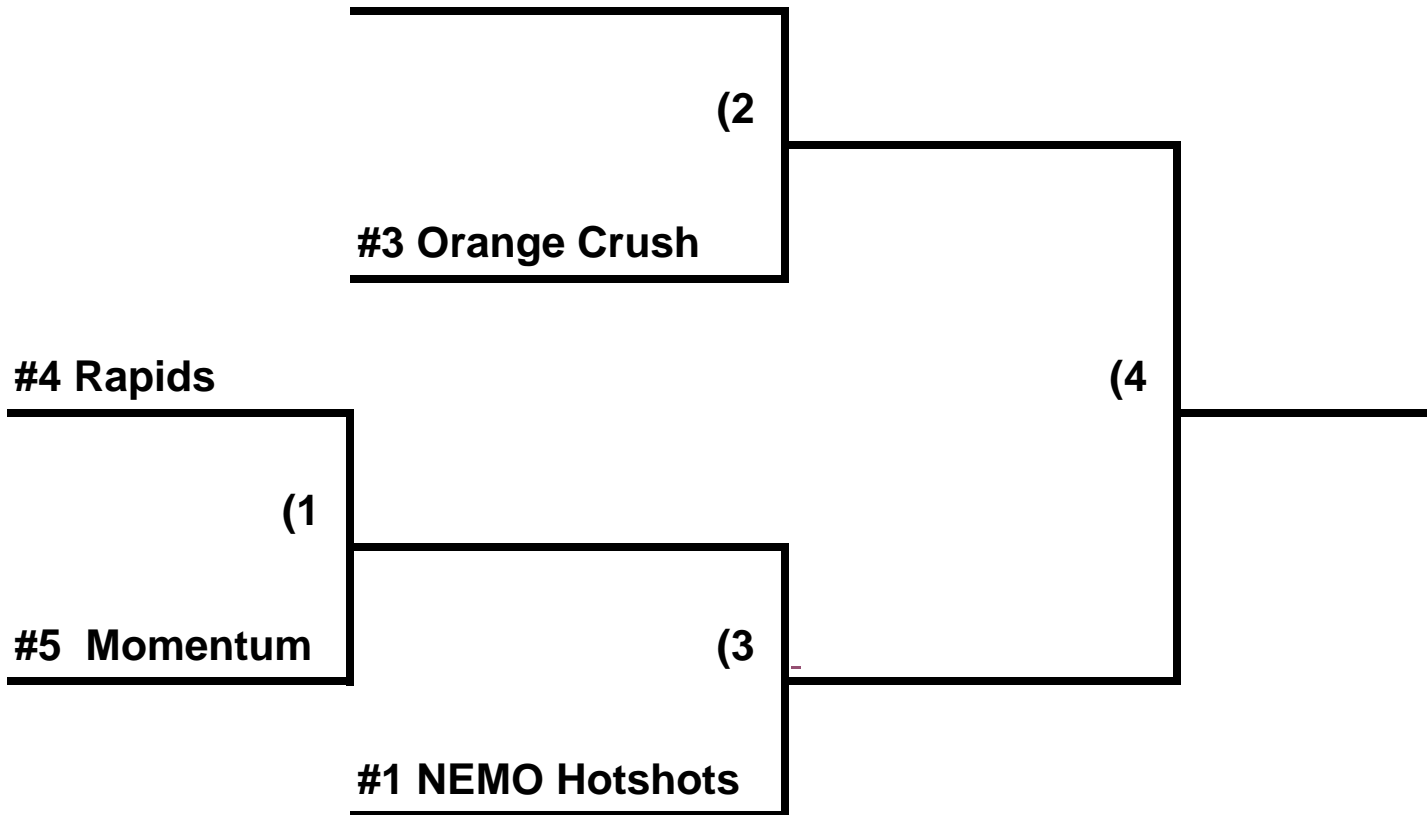 (2
#3 Orange Crush
#4 Rapids
(4
(1
#5  Momentum
(3
#1 NEMO Hotshots